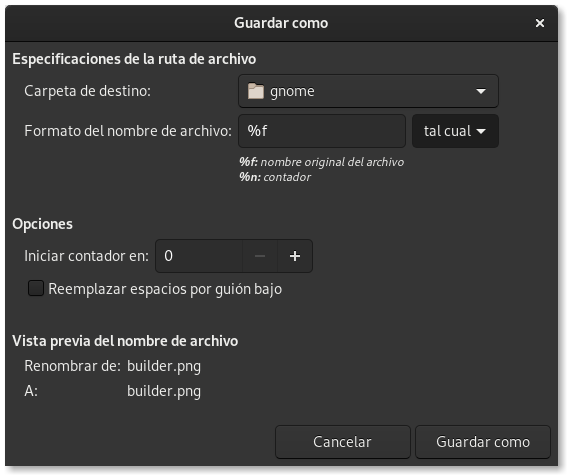 Guardar como
Especificaciones de la ruta de archivo
Carpeta de destino: gnome
Formato del nombre de archivo: %f tal cual
%f: nombre original del archivo
%n: contador
Opciones
Iniciar contador en: 0
Reemplazar espacios por guión bajo
Vista previa del nombre de archivo
Renombrar de: builder.png
A: builder.png
Cancelar Guardar como